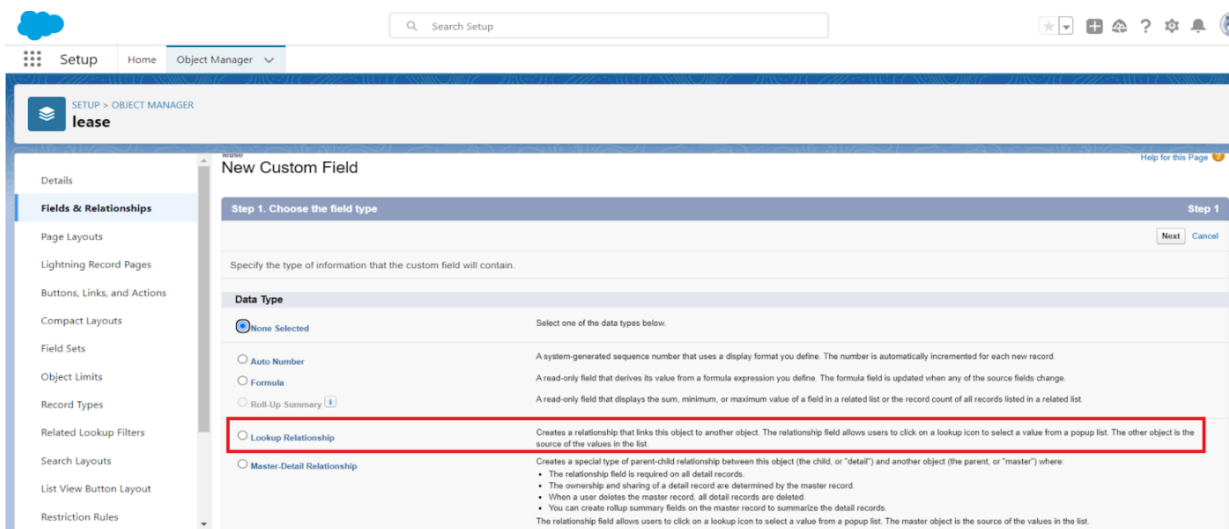 Search Setup
Setup
Home
Object Manager
SETUP > OBJECT MANAGER
lease
Details
Fields & Relationships
Page Layouts
Lightning Record Pages
Buttons, Links, and Actions
Compact Layouts
Field Sets
Object Limits
Record Types
Related Lookup Filters
Search Layouts
List View Button Layout
Restriction Rules
lease
New Custom Field
Help for this Page
Step 1. Choose the field type
Step 1
Next
Cancel
Specify the type of information that the custom field will contain.
Data Type
None Selected
Select one of the data types below.
Auto Number
A system-generated sequence number that uses a display format you define. The number is automatically incremented for each new record.
Formula
A read-only field that derives its value from a formula expression you define. The formula field is updated when any of the source fields change.
Roll-Up Summary
A read-only field that displays the sum, minimum, or maximum value of a field in a related list or the record count of all records listed in a related list.
Lookup Relationship
Creates a relationship that links this object to another object. The relationship field allows users to click on a lookup icon to select a value from a popup list. The other object is the
source of the values in the list.
Master-Detail Relationship
Creates a special type of parent-child relationship between this object (the child, or "detail") and another object (the parent, or "master") where:
• The relationship field is required on all detail records.
• The ownership and sharing of a detail record are determined by the master record.
• When a user deletes the master record, all detail records are deleted.
• You can create rollup summary fields on the master record to summarize the detail records.
The relationship field allows users to click on a lookup icon to select a value from a popup list. The master object is the source of the values in the list.